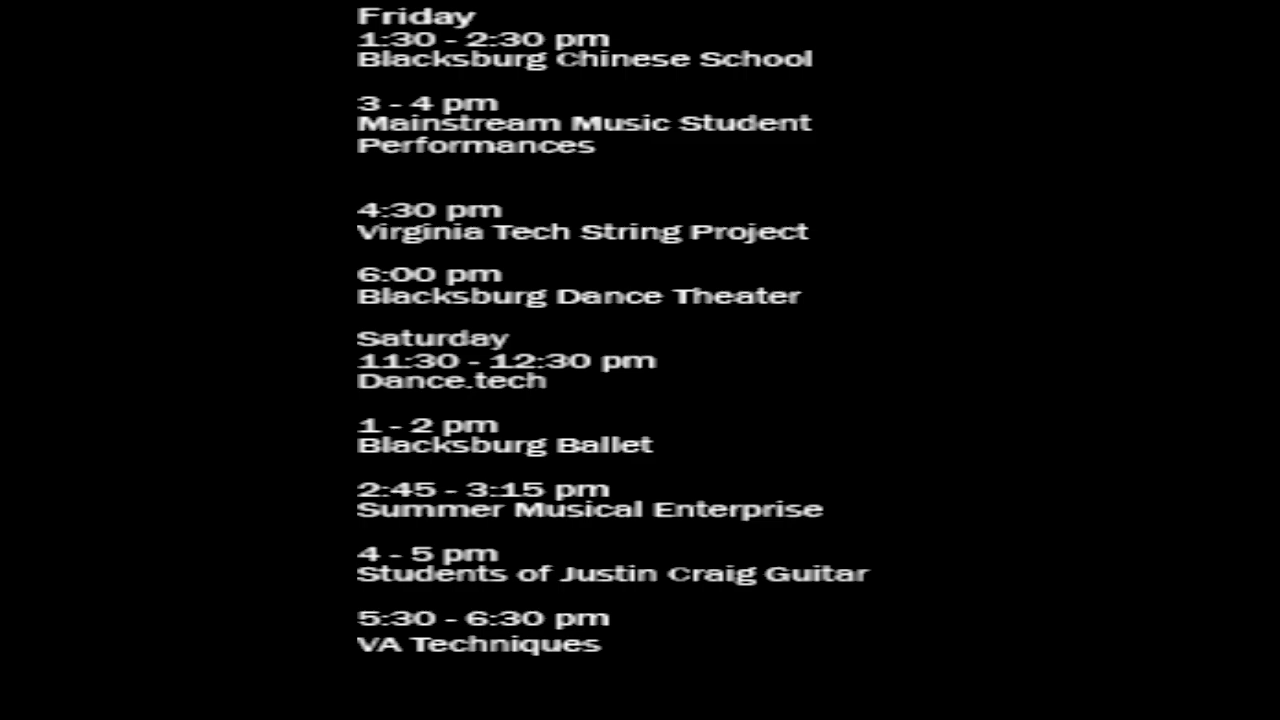 Friday
1:30 - 2:30 pm
Blacksburg Chinese School
3 - 4 pm
Mainstream Music Student
Performances
4:30 pm
Virginia Tech String Project
6:00 pm
Blacksburg Dance Theater
Saturday
11:30 - 12:30 pm
Dance.tech
1 - 2 pm
Blacksburg Ballet
2:45 - 3:15 pm
Summer Musical Enterprise
4 - 5 pm
Students of Justin Craig Guitar
5:30 - 6:30 pm
VA Techniques